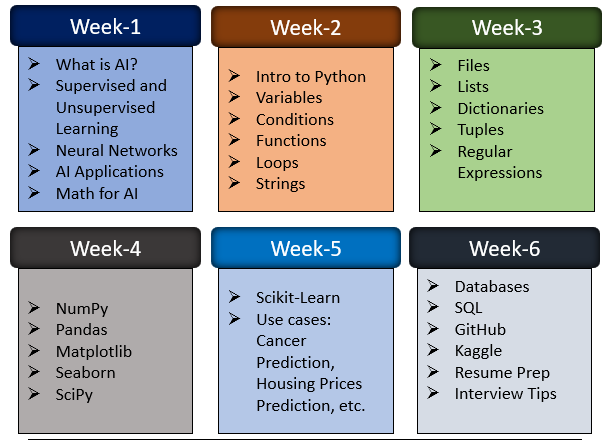 Week-1
What is AI?
Supervised and
Unsupervised
Learning
Neural Networks
AI Applications
Math for AI
Week-2
Intro to Python
Variables
Conditions
Functions
Loops
Strings
Week-3
Files
Lists
Dictionaries
Tuples
Regular
Expressions
Week-4
NumPy
Pandas
Matplotlib
Seaborn
SciPy
Week-5
Scikit-Learn
Use cases:
Cancer
Prediction,
Housing Prices
Prediction, etc.
Week-6
Databases
SQL
GitHub
Kaggle
Resume Prep
Interview Tips